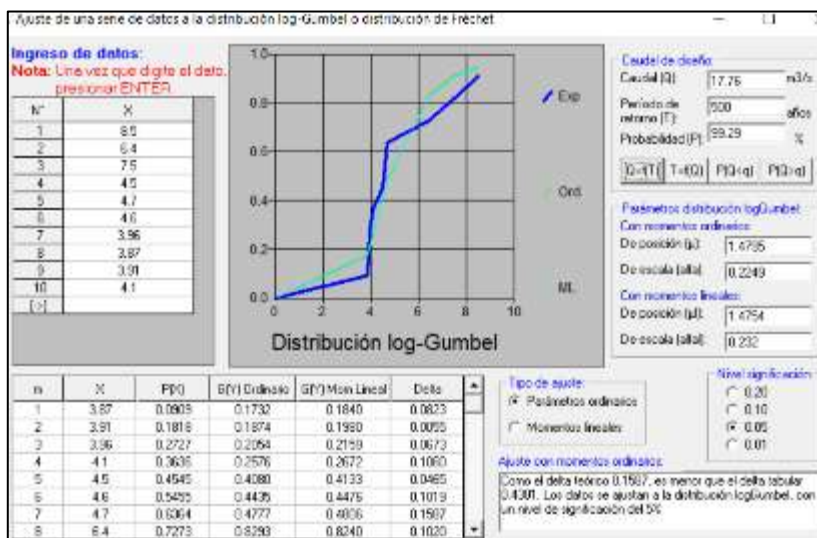 Ajuste de una serie de datos a la distribución log-Gumbel o distribución de Fréchet
Ingreso de datos:
Nota: Una vez que digite el dato,
presionar ENTER
N° X
1 8.5
2 6.4
3 7.5
4 4.5
5 4.7
6 4.6
7 3.96
8 3.87
9 3.91
10 4.1
1.0
0.8
0.6
0.4
0.2
0.0
0 2 4 6 8 10
Exp
Ord
ML
Distribución log-Gumbel
Caudal de diseño:
Caudal (Q): 17.76 m3/s
Período de
retorno (T): 500 años
Probabilidad (P): 99.29 %
Q=f(T) T=f(Q) P(Q<q) P(Q>q)
Parámetros distribución logGumbel:
Con momentos ordinarios:
De posición (µ): 1.4795
De escala (alfa): 0.2249
Con momentos lineales:
De posición (µl): 1.4754
De escala (alfal): 0.232
m X P(X) G(Y) Ordinario G(Y) Mom Lineal Delta
1 3.87 0.0909 0.1732 0.1840 0.0823
2 3.91 0.1818 0.1874 0.1980 0.0055
3 3.96 0.2727 0.2054 0.2159 0.0673
4 4.1 0.3636 0.2576 0.2672 0.1060
5 4.5 0.4545 0.4080 0.4133 0.0465
6 4.6 0.5455 0.4435 0.4476 0.1019
7 4.7 0.6364 0.4777 0.4806 0.1587
8 6.4 0.7273 0.8293 0.8240 0.1020
Tipo de ajuste:
Parámetros ordinarios
Momentos lineales
Nivel significación:
0.20
0.10
0.05
0.01
Ajuste con momentos ordinarios:
Como el delta teórico 0.1587, es menor que el delta tabular
0.4301. Los datos se ajustan a la distribución logGumbel, con
un nivel de significación del 5%